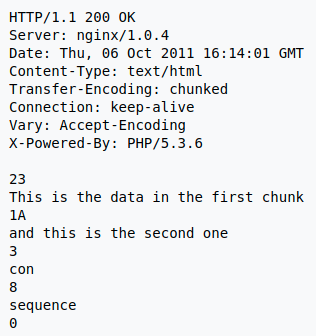 HTTP/1.1 200 OK
Server: nginx/1.0.4
Date: Thu, 06 Oct 2011 16:14:01 GMT
Content-Type: text/html
Transfer-Encoding: chunked
Connection: keep-alive
Vary: Accept-Encoding
X-Powered-By: PHP/5.3.6

23
This is the data in the first chunk
1A
and this is the second one
3
con
8
sequence
0